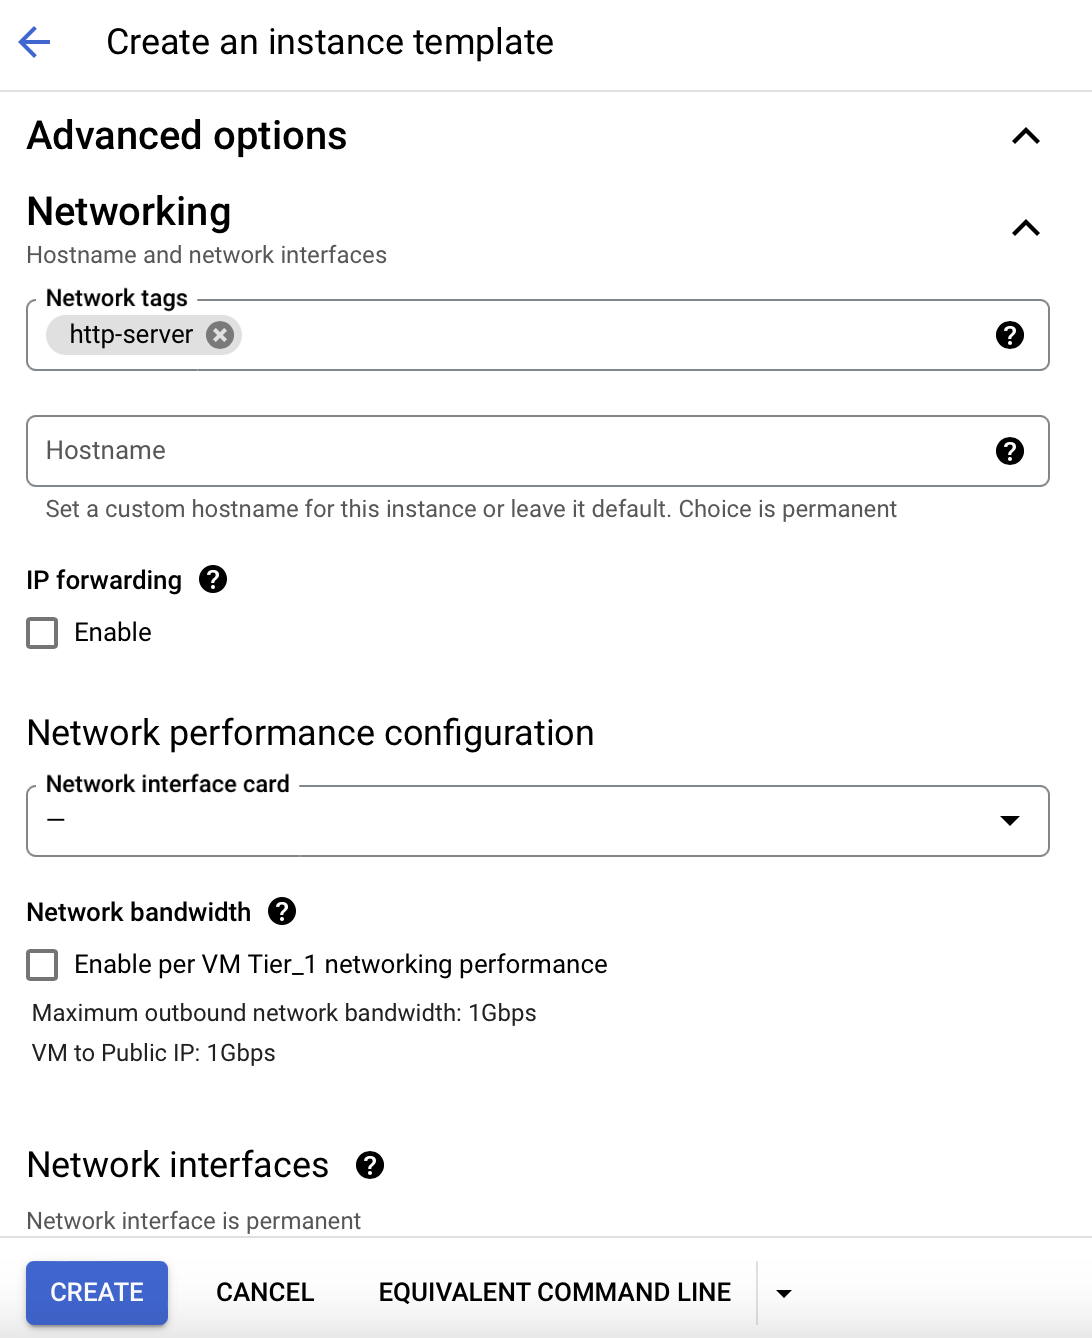 Create an instance template
Advanced options
Networking
Hostname and network interfaces
Network tags
http-server
Hostname
Set a custom hostname for this instance or leave it default. Choice is permanent
IP forwarding
Enable
Network performance configuration
Network interface card
—
Network bandwidth
Enable per VM Tier_1 networking performance
Maximum outbound network bandwidth: 1Gbps
VM to Public IP: 1Gbps
Network interfaces
Network interface is permanent
CREATE CANCEL EQUIVALENT COMMAND LINE